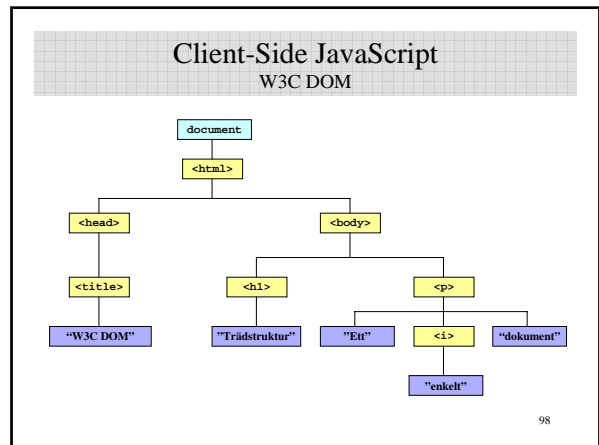 Client-Side JavaScript
W3C DOM
document
<html>
<head> <body>
<title> <h1> <p>
“W3C DOM” ”Trädstruktur” ”Ett” <i> “dokument”
”enkelt”
98